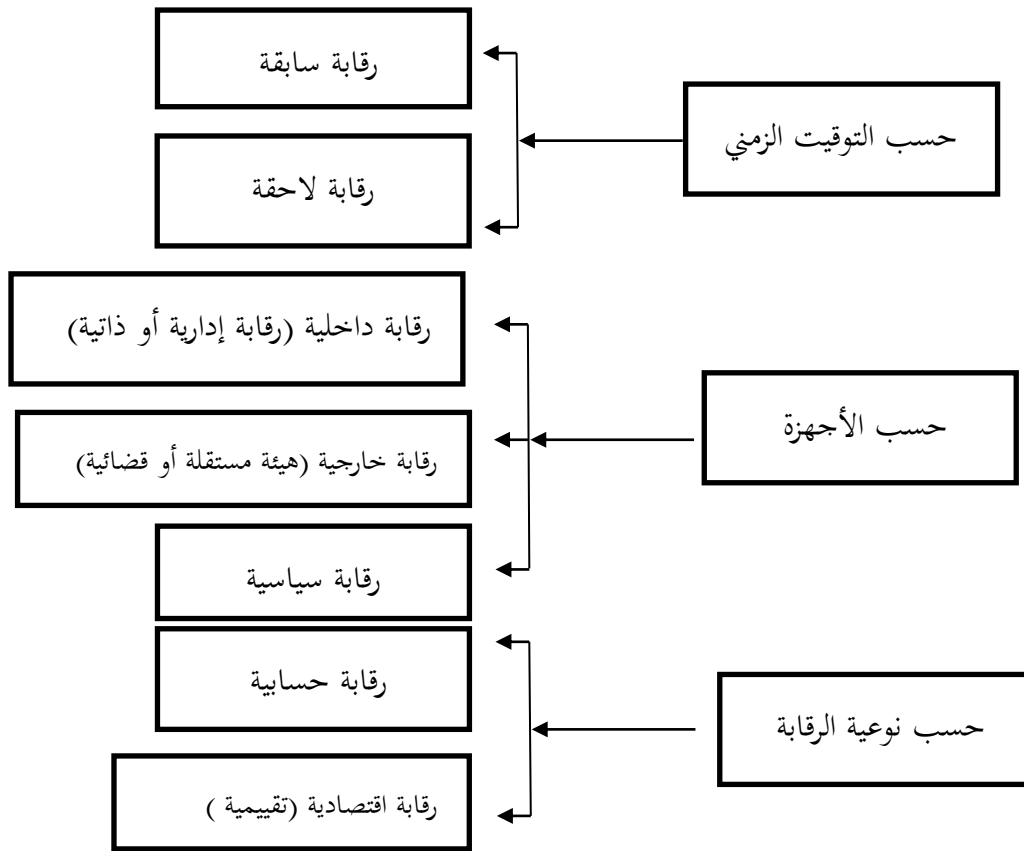 حسب التوقيت الزمني
رقابة سابقة
رقابة لاحقة
حسب الأجهزة
رقابة داخلية (رقابة إدارية أو ذاتية)
رقابة خارجية (هيئة مستقلة أو قضائية)
رقابة سياسية
حسب نوعية الرقابة
رقابة حسابية
رقابة اقتصادية (تقييمية )